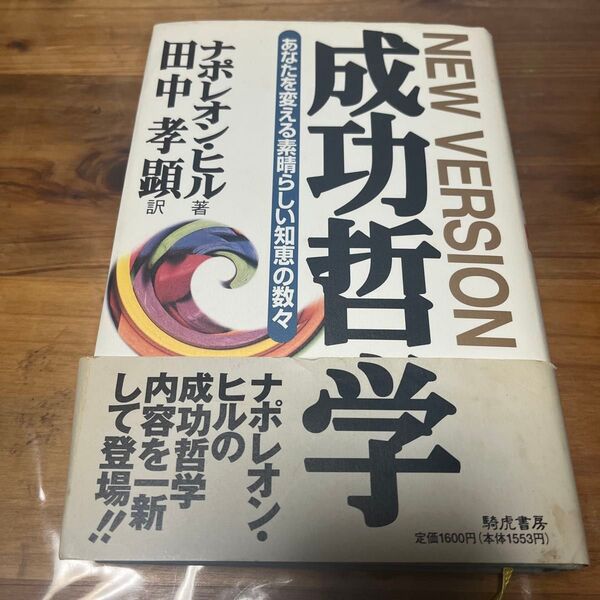 NEW VERSION
成功哲学
あなたを変える素晴らしい知恵の数々
ナポレオン・ヒル 著
田中孝顕 訳
ナポレオン・
ヒルの
成功哲学
内容を一新
して登場!!
騎虎書房
定価1600円(本体1553円)